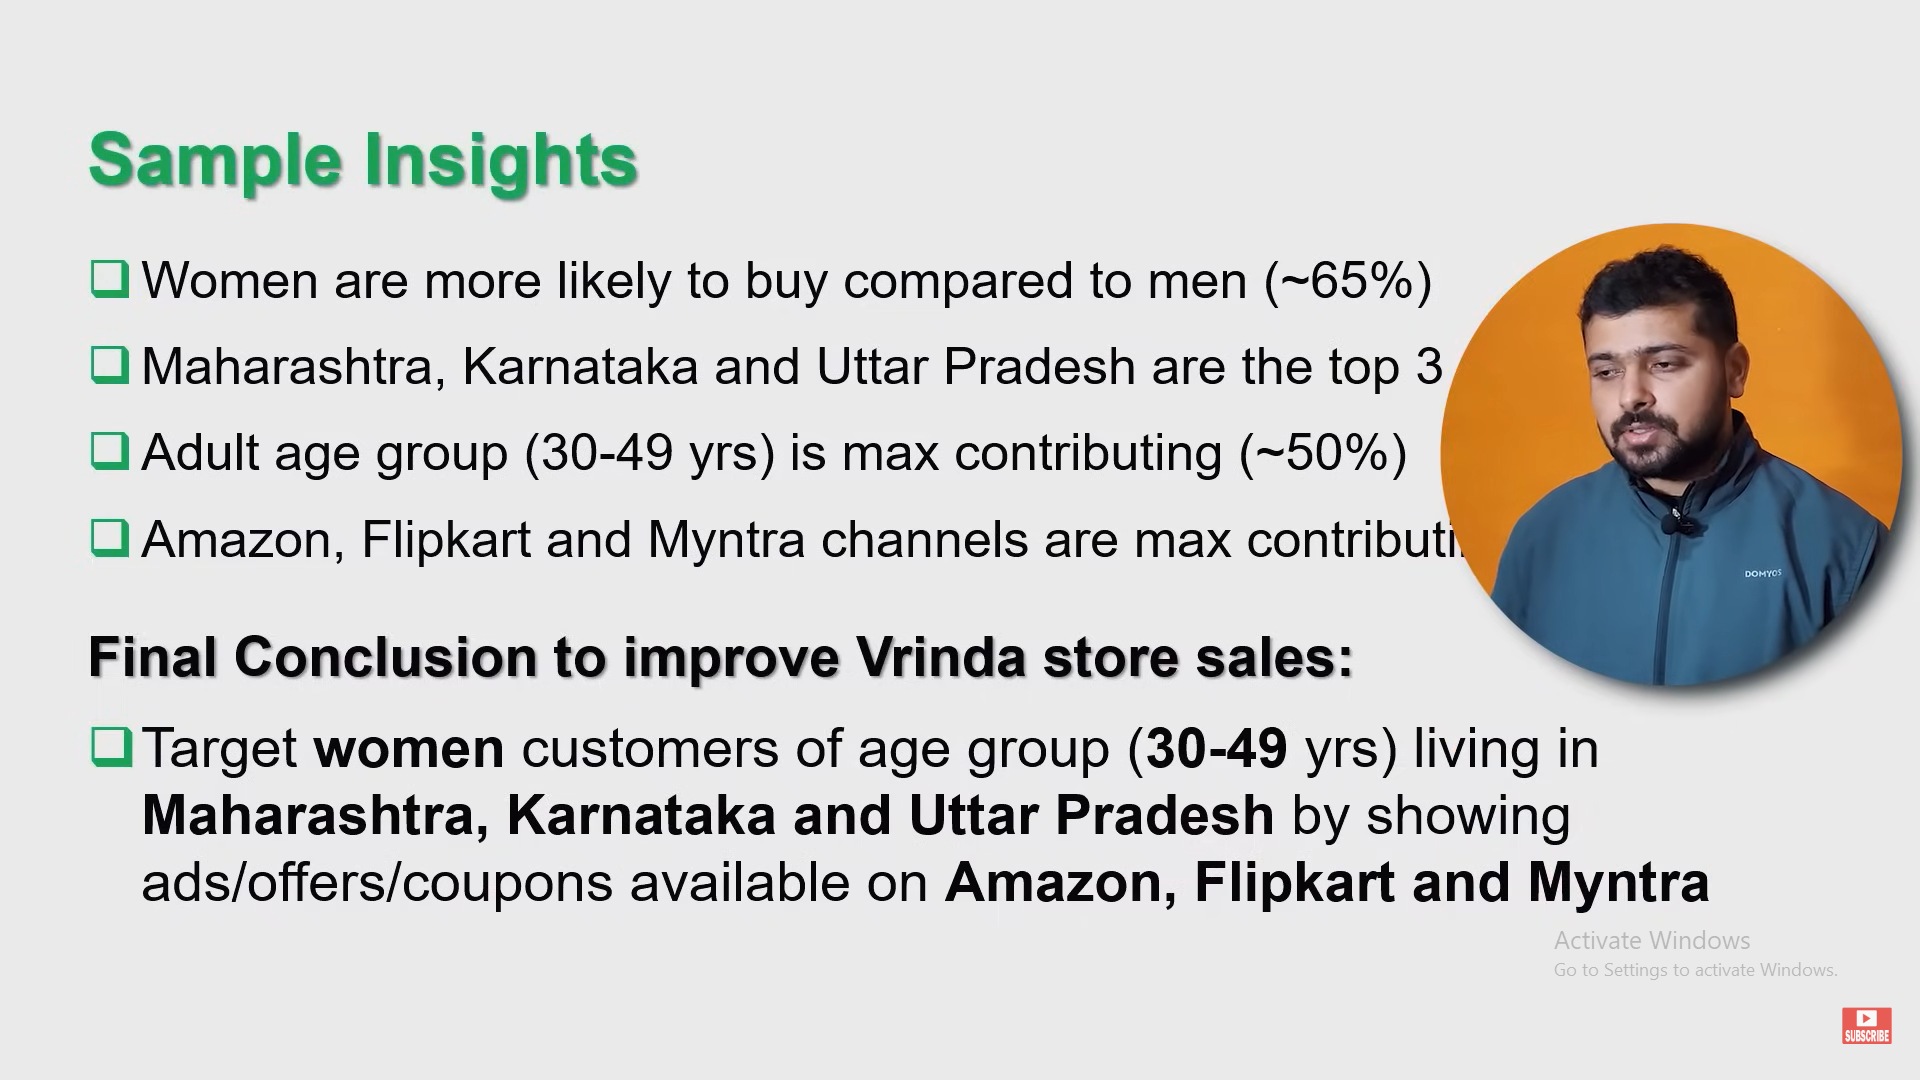 Sample Insights
Women are more likely to buy compared to men (~65%)
Maharashtra, Karnataka and Uttar Pradesh are the top 3
Adult age group (30-49 yrs) is max contributing (~50%)
Amazon, Flipkart and Myntra channels are max
Final Conclusion to improve Vrinda store sales:
Target women customers of age group (30-49 yrs) living in
Maharashtra, Karnataka and Uttar Pradesh by showing
ads/offers/coupons available on Amazon, Flipkart and Myntra
DOMYOS
Activate Windows
Go to Settings to activate Windows.
SUBSCRIBE